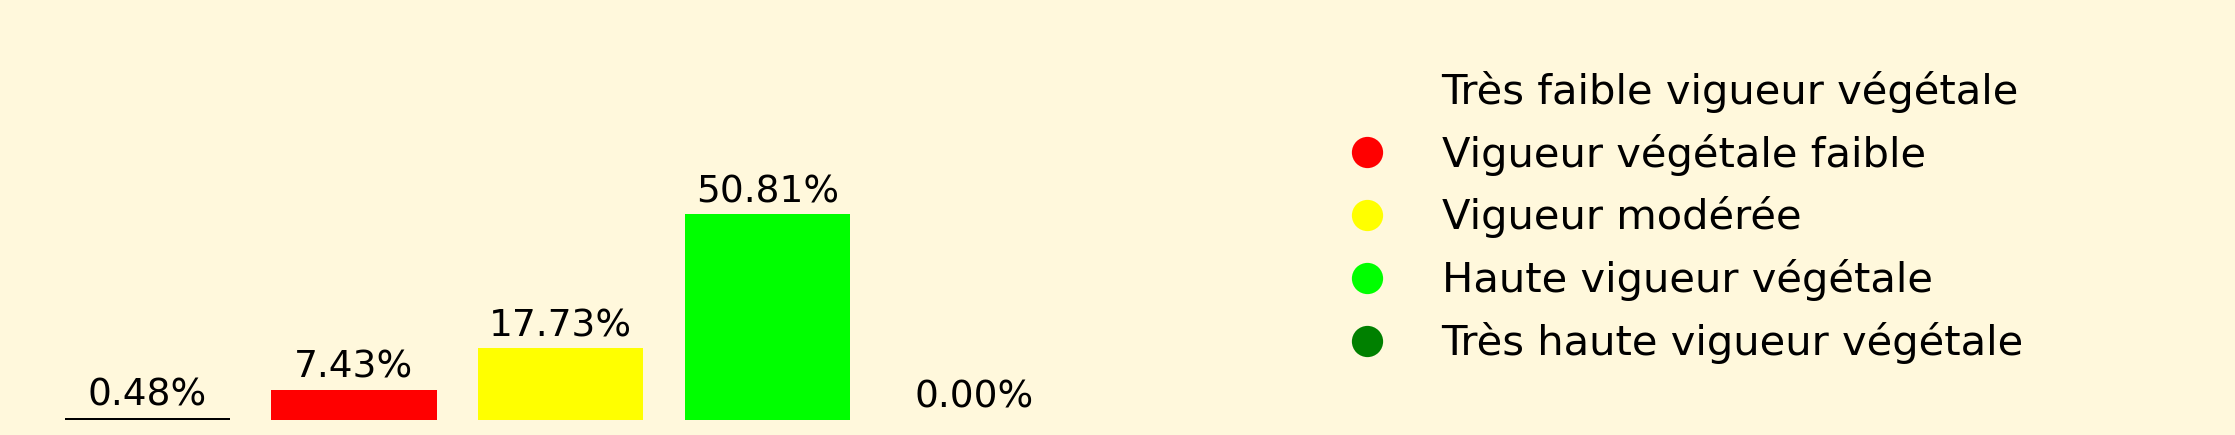 0.48%
7.43%
17.73%
50.81%
0.00%
Très faible vigueur végétale
Vigueur végétale faible
Vigueur modérée
Haute vigueur végétale
Très haute vigueur végétale